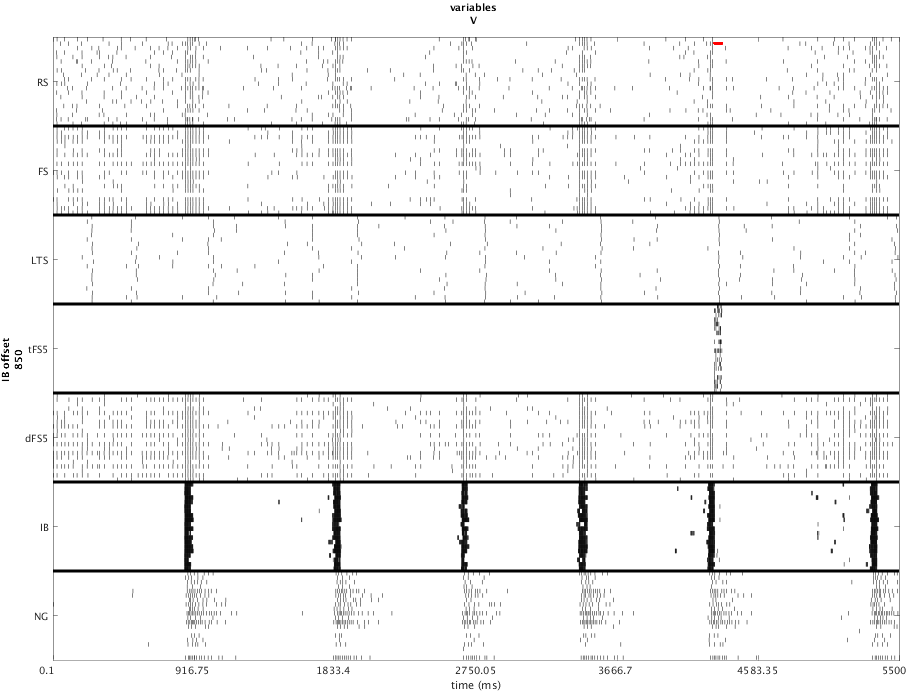 variables
V
RS
FS
LTS
tFS5
dFS5
IB
NG
IB offset
850
0.1 916.75 1833.4 2750.05 3666.7 4583.35 5500
time (ms)